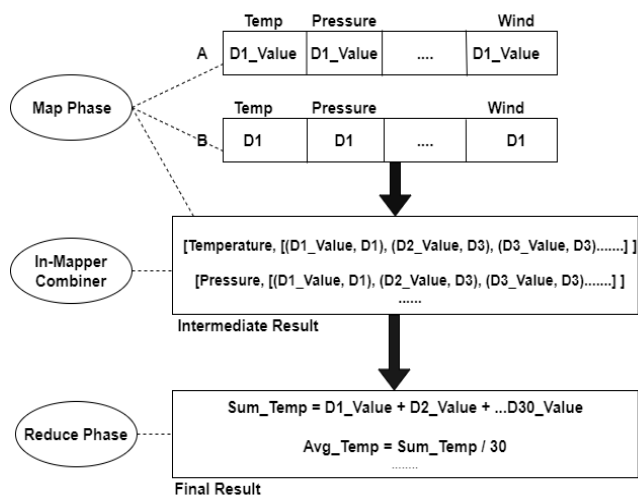 Temp Pressure Wind
A D1_Value D1_Value .... D1_Value
Map Phase
Temp Pressure Wind
B D1 D1 .... D1
In-Mapper
Combiner
[Temperature, [(D1_Value, D1), (D2_Value, D3), (D3_Value, D3).......] ]
[Pressure, [(D1_Value, D1), (D2_Value, D3), (D3_Value, D3).......] ]
......
Intermediate Result
Reduce Phase
Sum_Temp = D1_Value + D2_Value + ...D30_Value
Avg_Temp = Sum_Temp / 30
........
Final Result